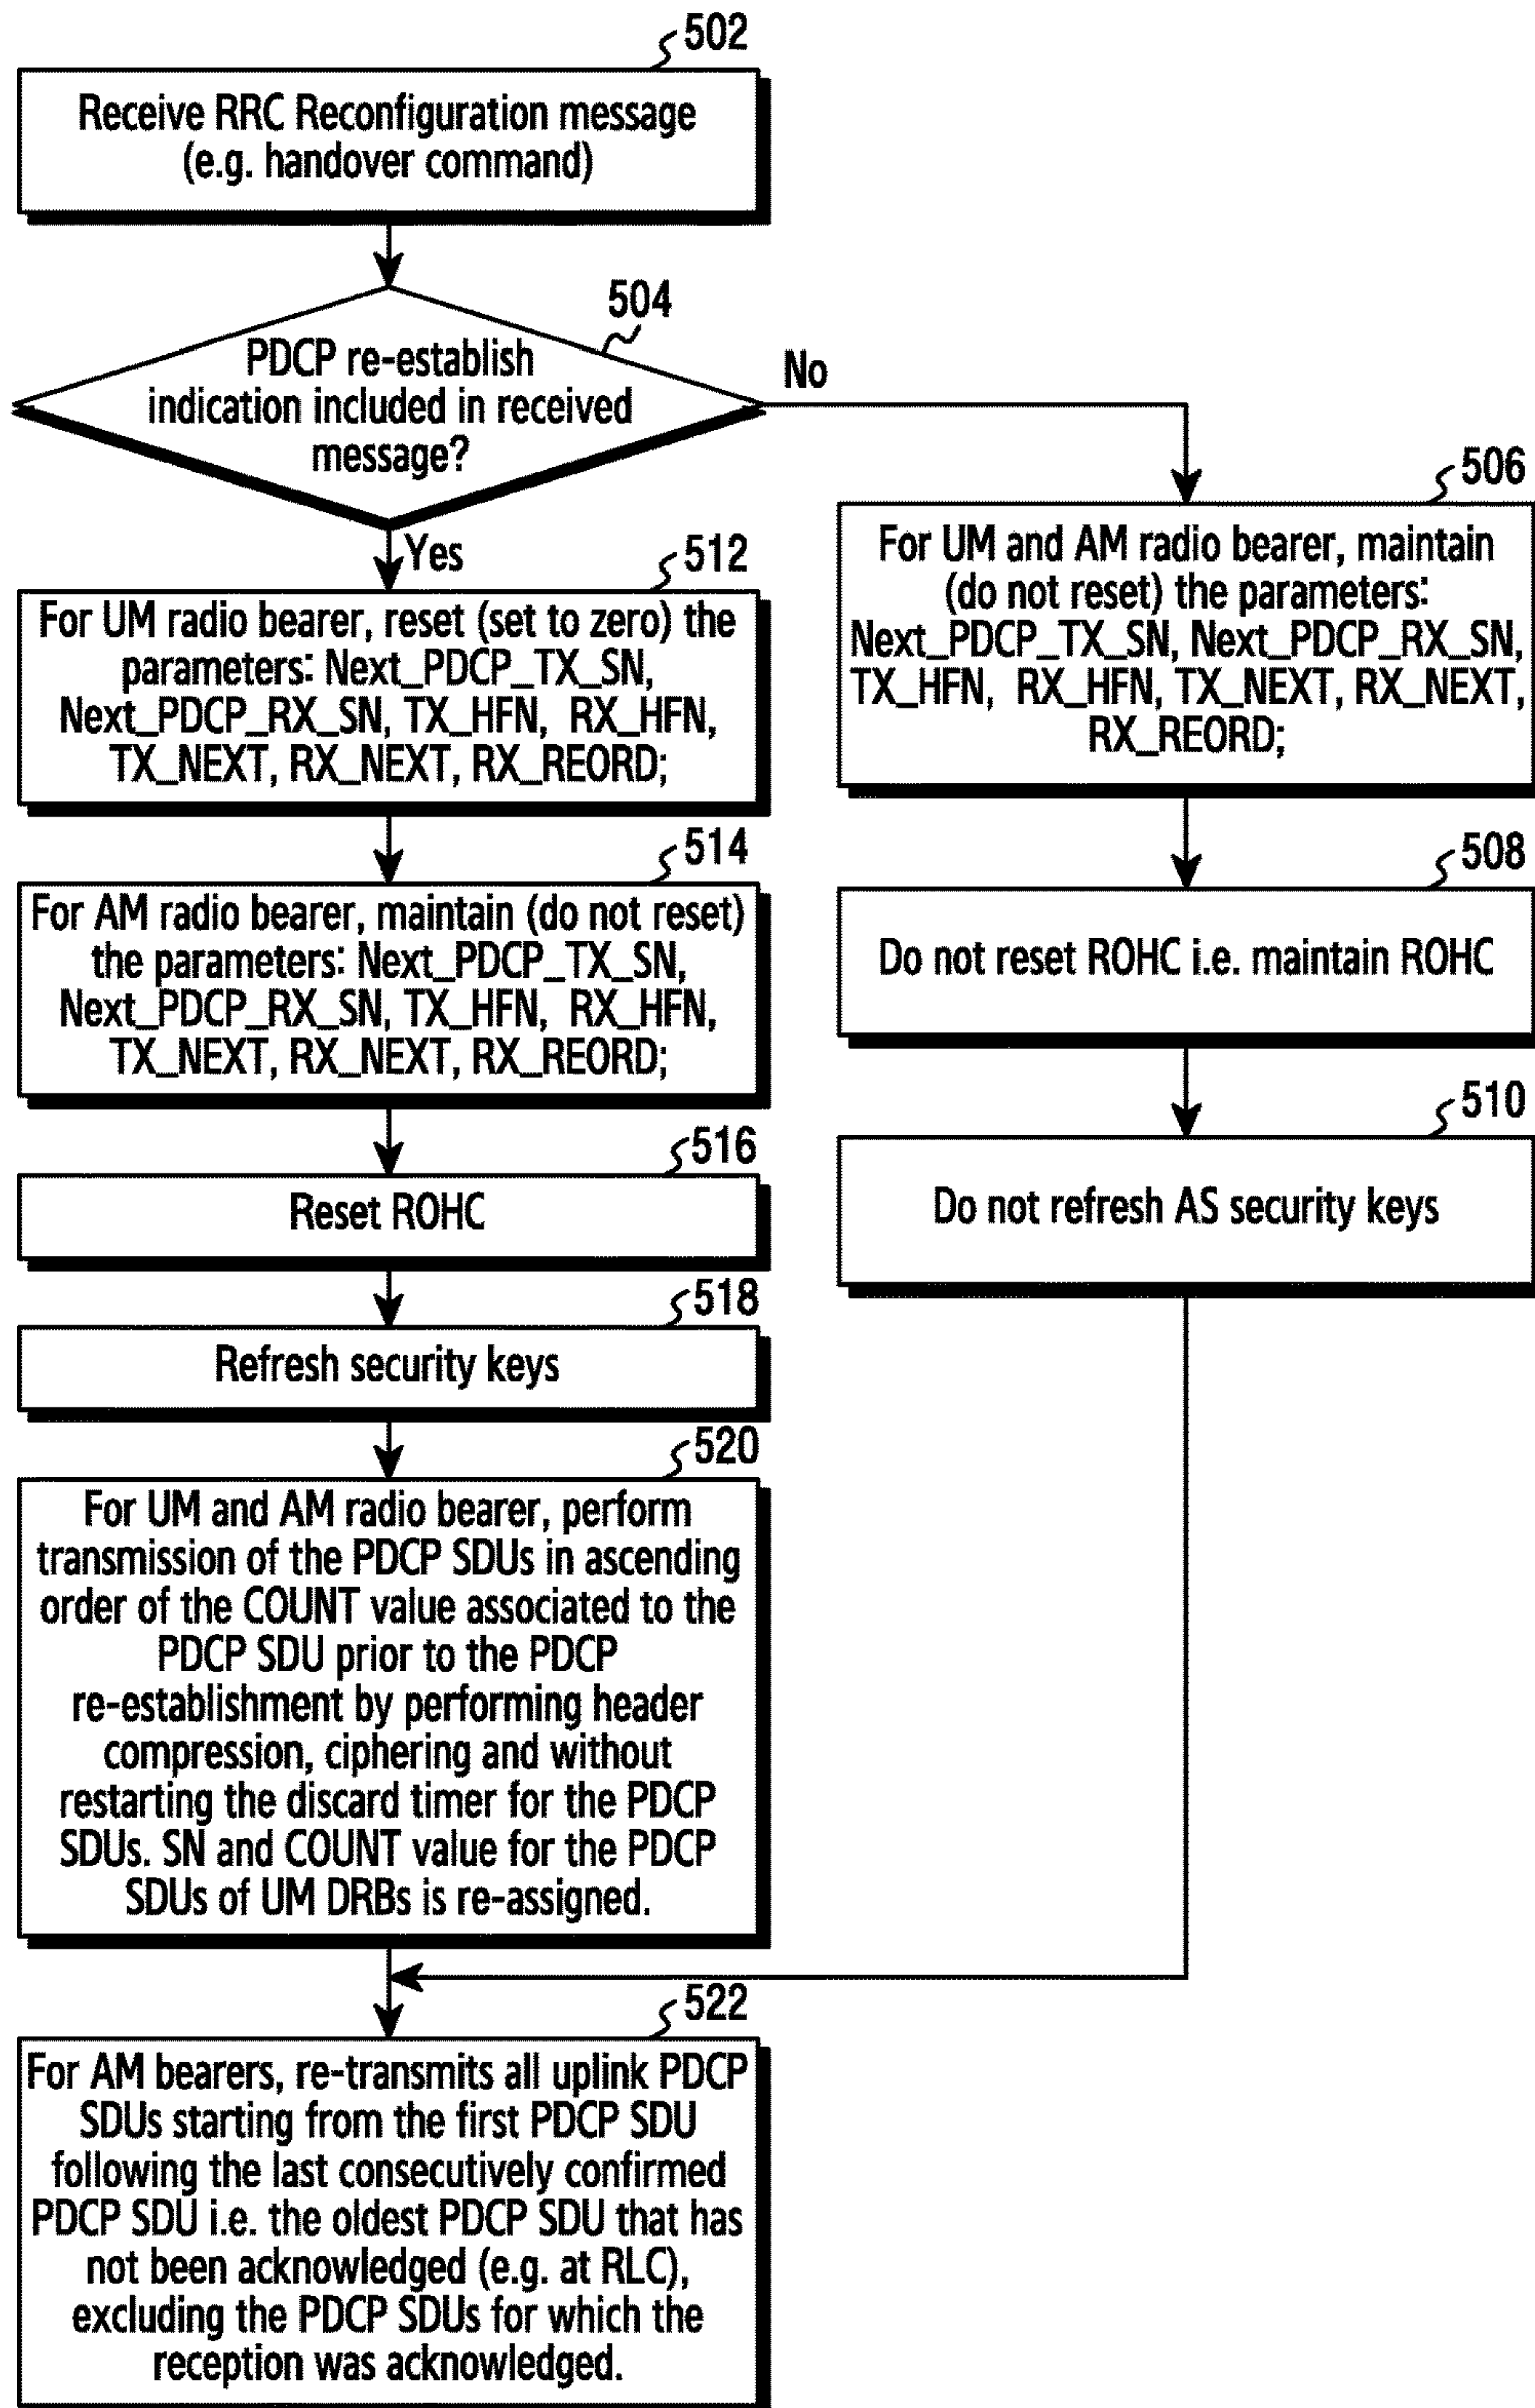 502
Receive RRC Reconfiguration message
(e.g. handover command)
504
PDCP re-establish
indication included in received
message?
No
Yes
506
For UM and AM radio bearer, maintain
(do not reset) the parameters:
Next_PDCP_TX_SN, Next_PDCP_RX_SN,
TX_HFN, RX_HFN, TX_NEXT, RX_NEXT,
RX_REORD;
508
Do not reset ROHC i.e. maintain ROHC
510
Do not refresh AS security keys
512
For UM radio bearer, reset (set to zero) the
parameters: Next_PDCP_TX_SN,
Next_PDCP_RX_SN, TX_HFN, RX_HFN,
TX_NEXT, RX_NEXT, RX_REORD;
514
For AM radio bearer, maintain (do not reset)
the parameters: Next_PDCP_TX_SN,
Next_PDCP_RX_SN, TX_HFN, RX_HFN,
TX_NEXT, RX_NEXT, RX_REORD;
516
Reset ROHC
518
Refresh security keys
520
For UM and AM radio bearer, perform
transmission of the PDCP SDUs in ascending
order of the COUNT value associated to the
PDCP SDU prior to the PDCP
re-establishment by performing header
compression, ciphering and without
restarting the discard timer for the PDCP
SDUs. SN and COUNT value for the PDCP
SDUs of UM DRBs is re-assigned.
522
For AM bearers, re-transmits all uplink PDCP
SDUs starting from the first PDCP SDU
following the last consecutively confirmed
PDCP SDU i.e. the oldest PDCP SDU that has
not been acknowledged (e.g. at RLC),
excluding the PDCP SDUs for which the
reception was acknowledged.